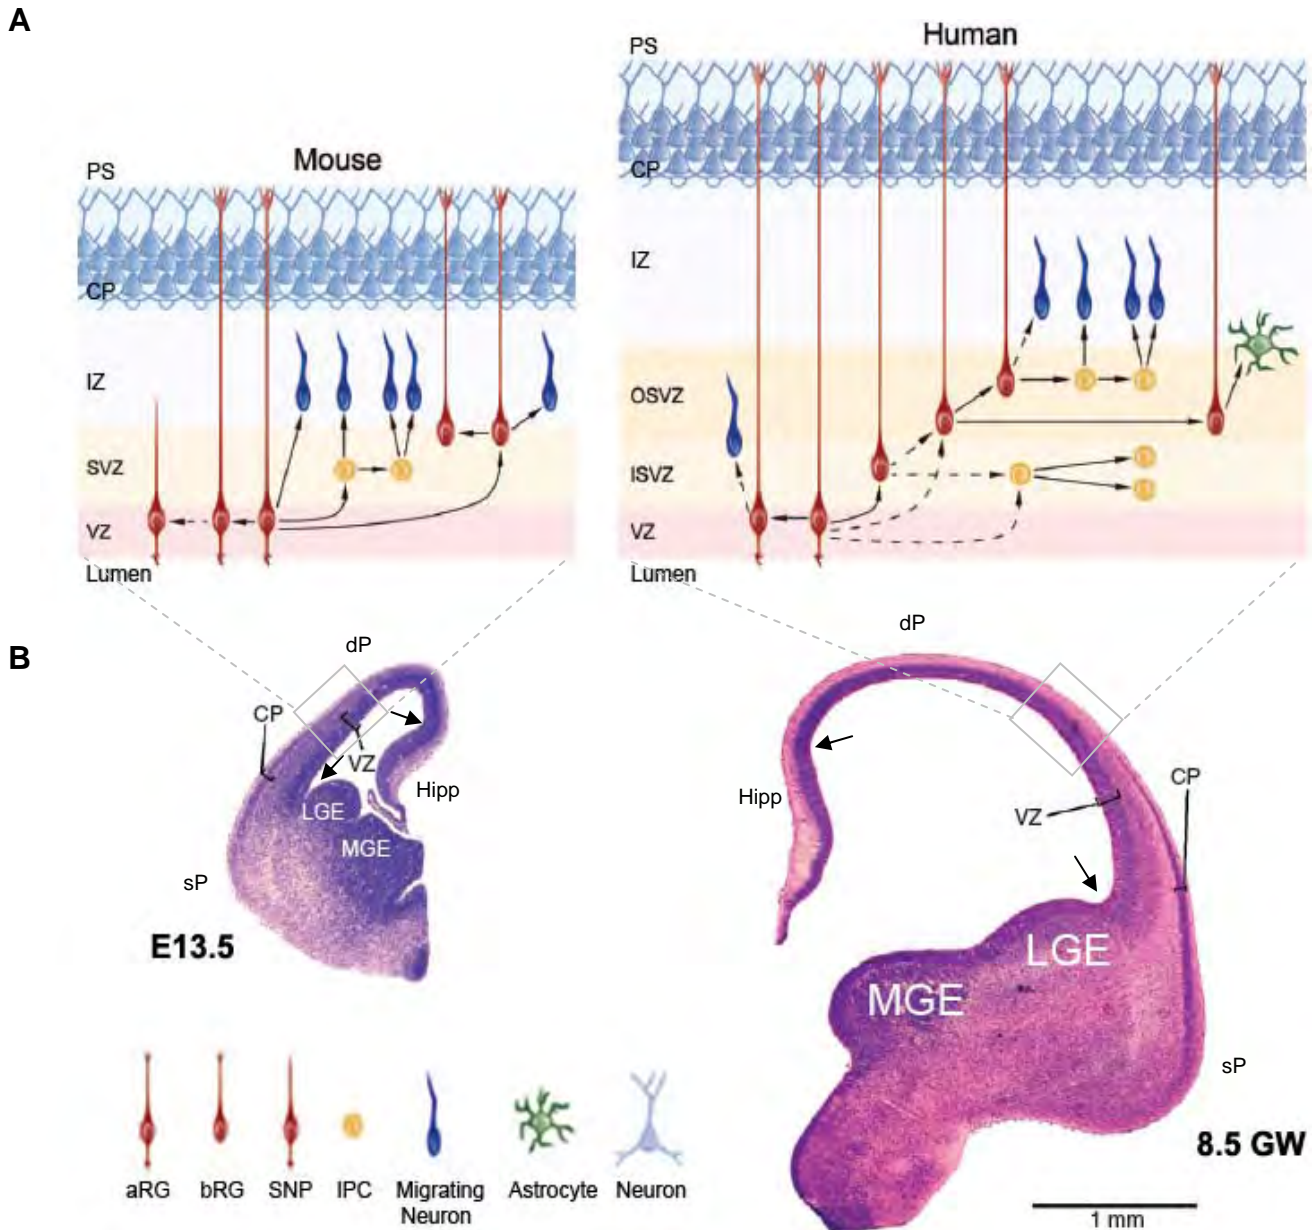 A
Human
PS
CP
IZ
OSVZ
ISVZ
VZ
Lumen
Mouse
PS
CP
IZ
SVZ
VZ
Lumen
B
dP
CP
VZ
Hipp
LGE
MGE
sP
E13.5
dP
Hipp
VZ
CP
LGE
MGE
sP
8.5 GW
1 mm
aRG
bRG
SNP
IPC
Migrating
Neuron
Astrocyte
Neuron